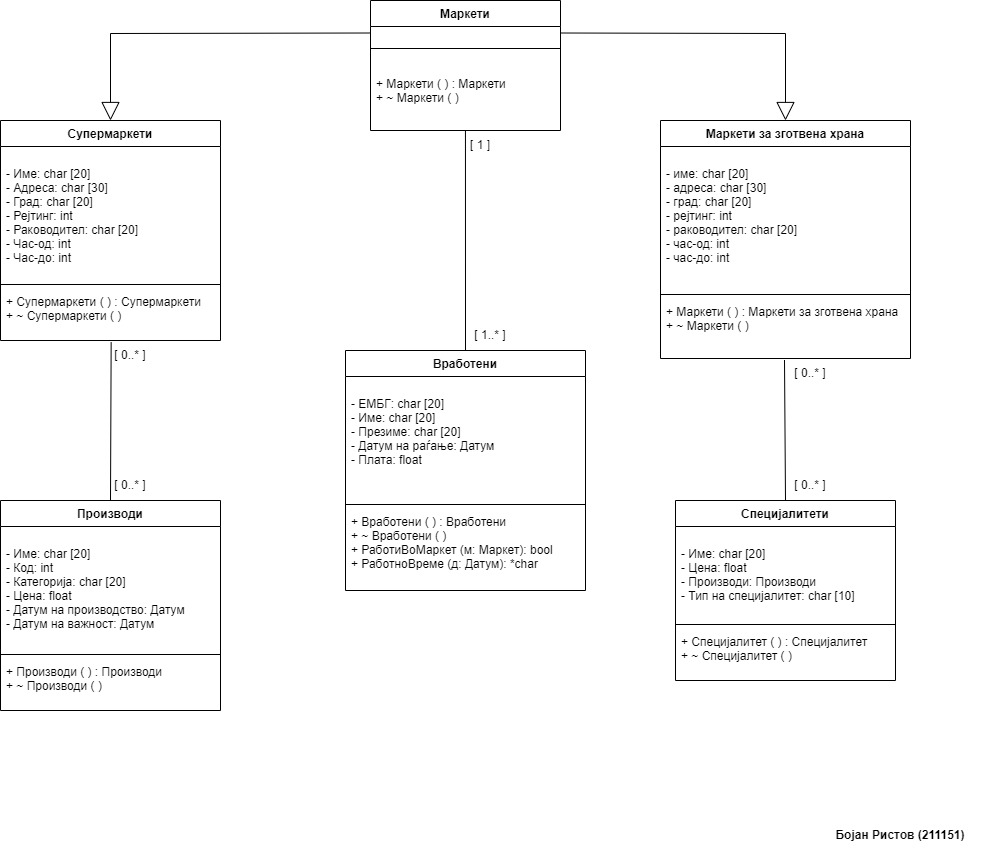 Маркети
+ Маркети ( ) : Маркети
+ ~ Маркети ( )
[ 1 ]
Супермаркети
- Име: char [20]
- Адреса: char [30]
- Град: char [20]
- Рејтинг: int
- Раководител: char [20]
- Час-од: int
- Час-до: int
+ Супермаркети ( ) : Супермаркети
+ ~ Супермаркети ( )
[ 0..* ]
Маркети за зготвена храна
- име: char [20]
- адреса: char [30]
- град: char [20]
- рејтинг: int
- раководител: char [20]
- час-од: int
- час-до: int
+ Маркети ( ) : Маркети за зготвена храна
+ ~ Маркети ( )
[ 0..* ]
[ 1..* ]
Вработени
- ЕМБГ: char [20]
- Име: char [20]
- Презиме: char [20]
- Датум на раѓање: Датум
- Плата: float
+ Вработени ( ) : Вработени
+ ~ Вработени ( )
+ РаботиВоМаркет (м: Маркет): bool
+ РаботноВреме (д: Датум): *char
[ 0..* ]
Производи
- Име: char [20]
- Код: int
- Категорија: char [20]
- Цена: float
- Датум на производство: Датум
- Датум на важност: Датум
+ Производи ( ) : Производи
+ ~ Производи ( )
[ 0..* ]
Специјалитети
- Име: char [20]
- Цена: float
- Производи: Производи
- Тип на специјалитет: char [10]
+ Специјалитет ( ) : Специјалитет
+ ~ Специјалитет ( )
Бојан Ристов (211151)